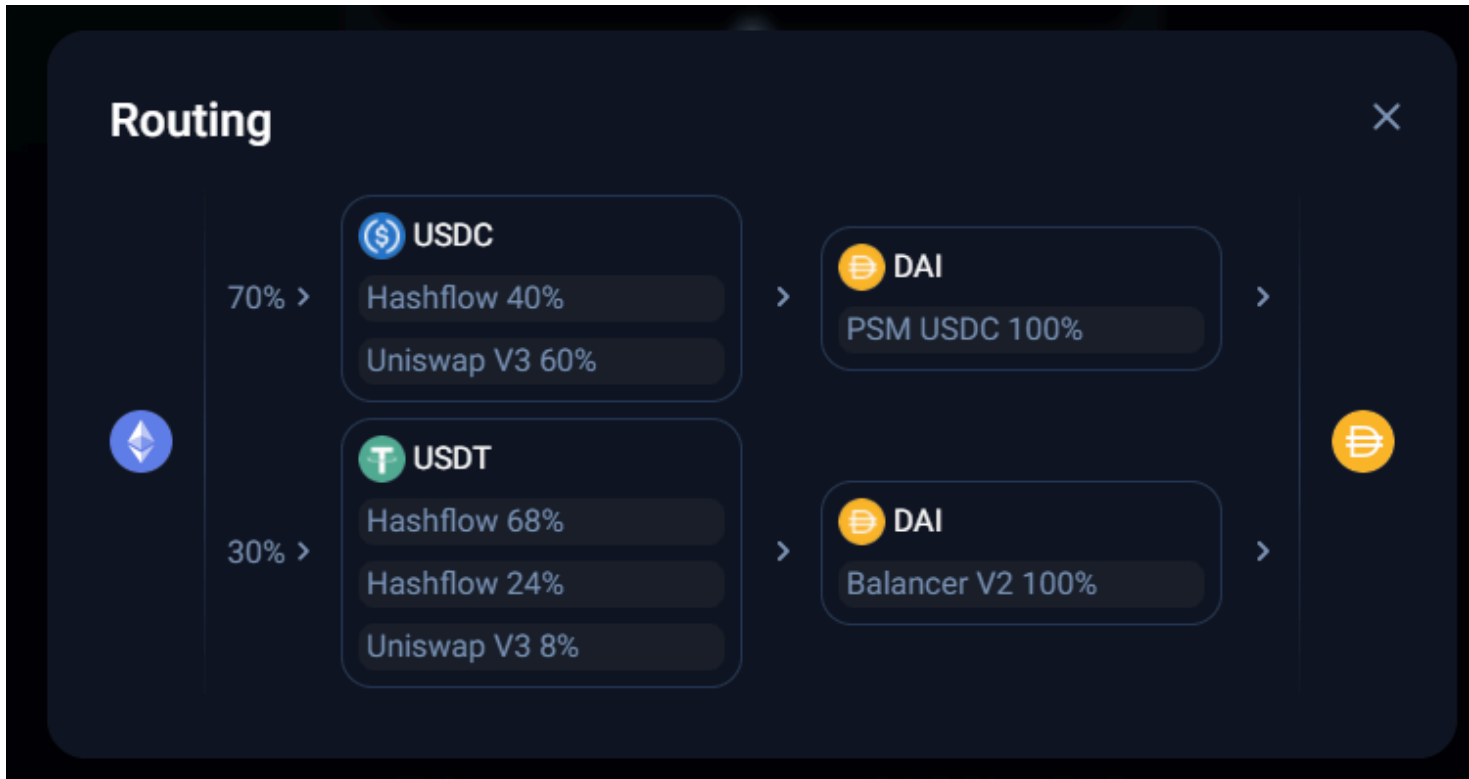 Routing
70%
USDC
Hashflow 40%
Uniswap V3 60%
DAI
PSM USDC 100%
30%
USDT
Hashflow 68%
Hashflow 24%
Uniswap V3 8%
DAI
Balancer V2 100%